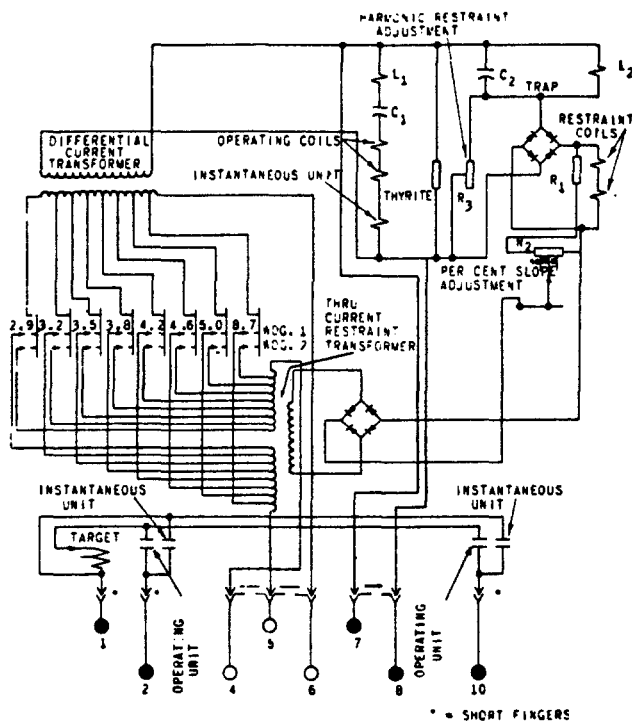 HARMONIC RESTRAINT
ADJUSTMENT
L1
C1
C2
L2
TRAP
DIFFERENTIAL
CURRENT
TRANSFORMER
OPERATING COILS
RESTRAINT
COILS
INSTANTANEOUS UNIT
THYRITE
R3
R1
R2
PER CENT SLOPE
ADJUSTMENT
THRU
CURRENT
RESTRAINT
TRANSFORMER
2.9 3.2 3.5 3.8 4.2 4.6 5.0 8.7
WDG. 1
WDG. 2
INSTANTANEOUS
UNIT
INSTANTANEOUS
UNIT
TARGET
* * *
1 2 4 5 6 7 8 10
OPERATING
UNIT
OPERATING
UNIT
* = SHORT FINGERS